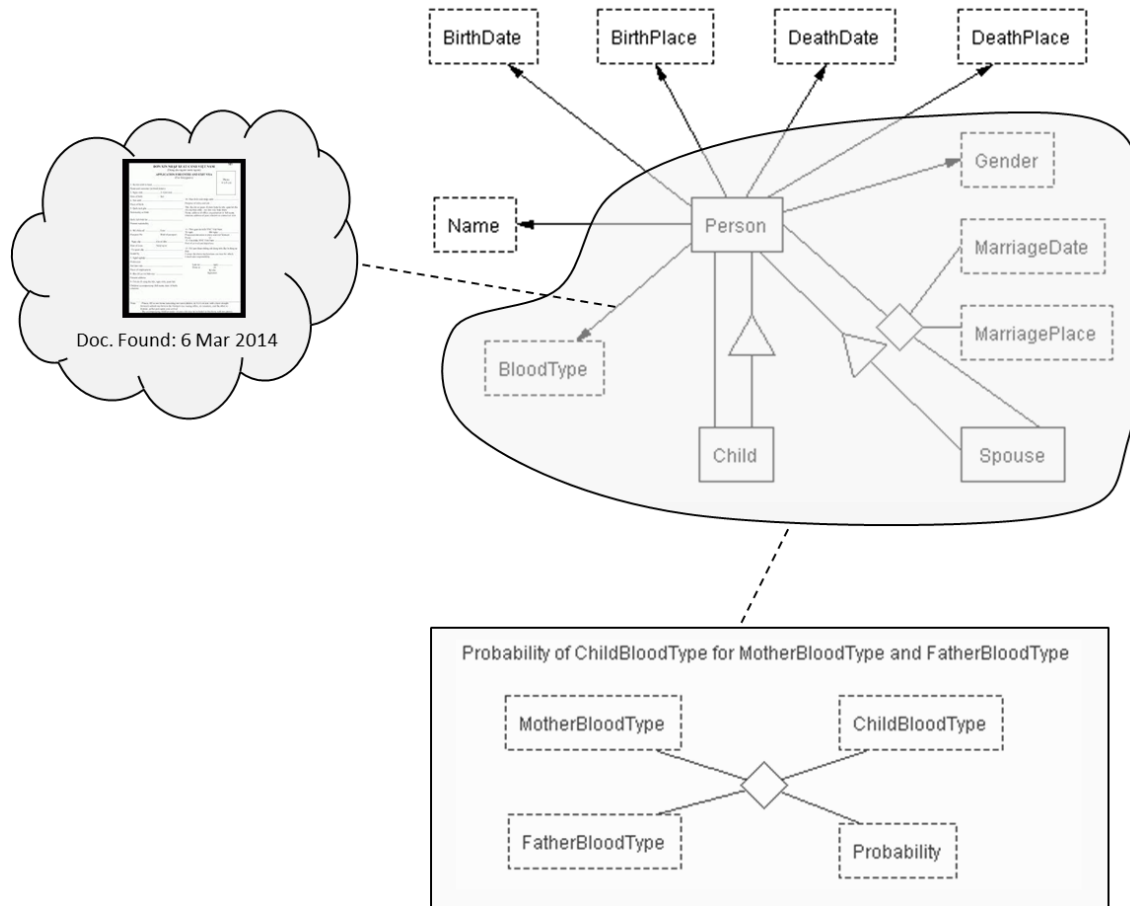 BirthDate
BirthPlace
DeathDate
DeathPlace
Gender
Name
Person
MarriageDate
MarriagePlace
BloodType
Child
Spouse
Doc. Found: 6 Mar 2014
Probability of ChildBloodType for MotherBloodType and FatherBloodType
MotherBloodType
ChildBloodType
FatherBloodType
Probability